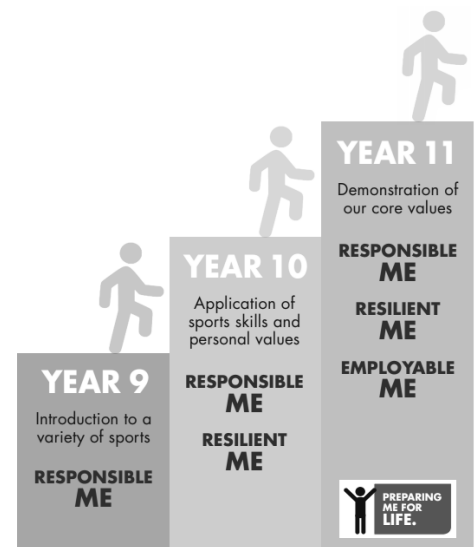 YEAR 11
Demonstration of
our core values
RESPONSIBLE
ME
RESILIENT
ME
EMPLOYABLE
ME
YEAR 10
Application of
sports skills and
personal values
RESPONSIBLE
ME
RESILIENT
ME
YEAR 9
Introduction to a
variety of sports
RESPONSIBLE
ME
PREPARING
ME FOR
LIFE.